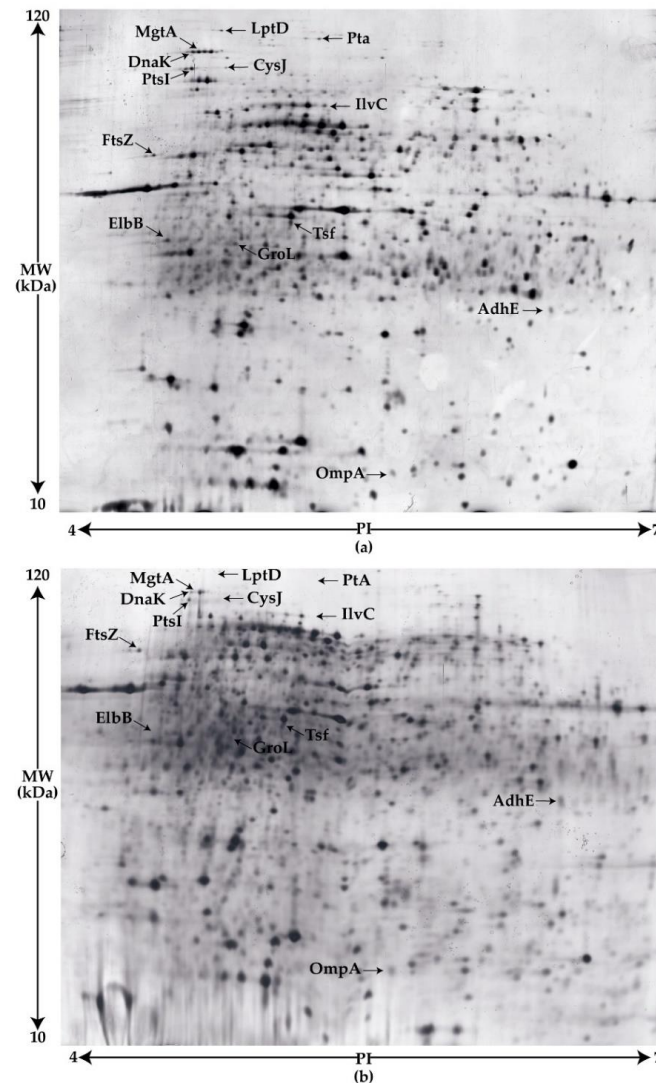 120
LptD
MgtA
Pta
DnaK
CysJ
PtsI
IlvC
FtsZ
ElbB
Tsf
GroL
MW
(kDa)
AdhE
OmpA
10
4
PI
7
(a)
120
LptD
MgtA
PtA
DnaK
CysJ
PtsI
IlvC
FtsZ
ElbB
Tsf
GroL
MW
(kDa)
AdhE
OmpA
10
4
PI
7
(b)